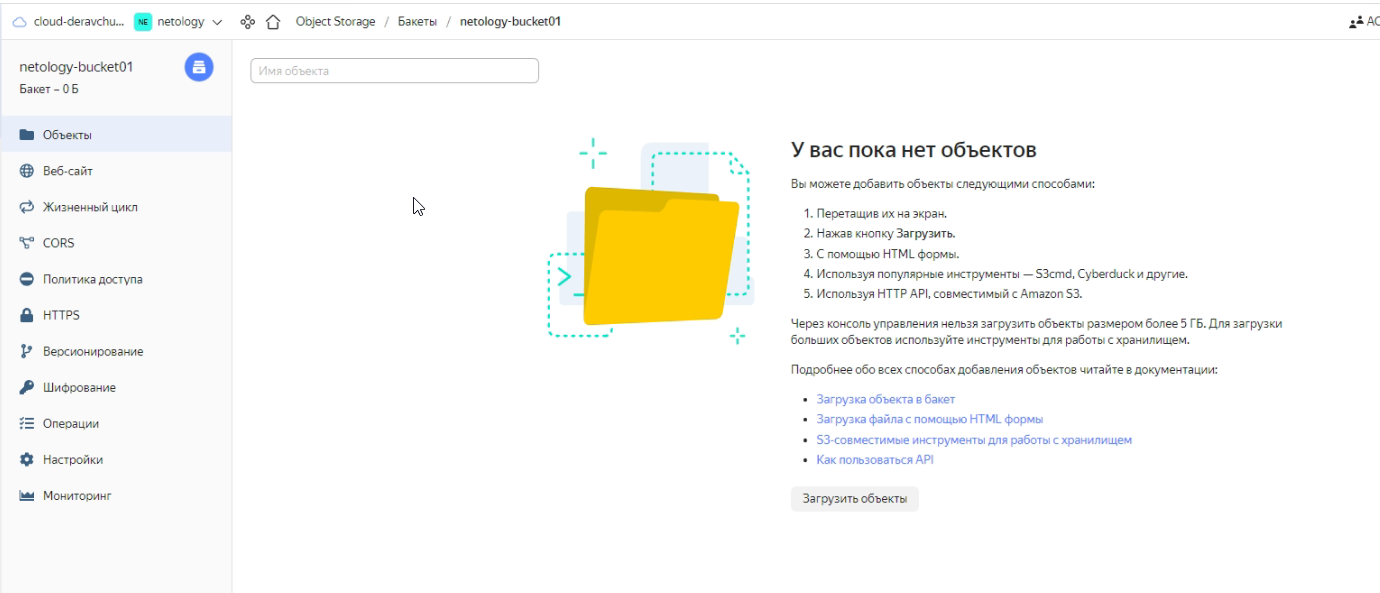 cloud-deravchu... NE netology Object Storage / Бакеты / netology-bucket01
netology-bucket01
Бакет – 0 Б
Имя объекта
Объекты
Веб-сайт
Жизненный цикл
CORS
Политика доступа
HTTPS
Версионирование
Шифрование
Операции
Настройки
Мониторинг
У вас пока нет объектов
Вы можете добавить объекты следующими способами:
1. Перетащив их на экран.
2. Нажав кнопку Загрузить.
3. С помощью HTML формы.
4. Используя популярные инструменты — S3cmd, Cyberduck и другие.
5. Используя HTTP API, совместимый с Amazon S3.
Через консоль управления нельзя загрузить объекты размером более 5 ГБ. Для загрузки
больших объектов используйте инструменты для работы с хранилищем.
Подробнее обо всех способах добавления объектов читайте в документации:
• Загрузка объекта в бакет
• Загрузка файла с помощью HTML формы
• S3-совместимые инструменты для работы с хранилищем
• Как пользоваться API
Загрузить объекты